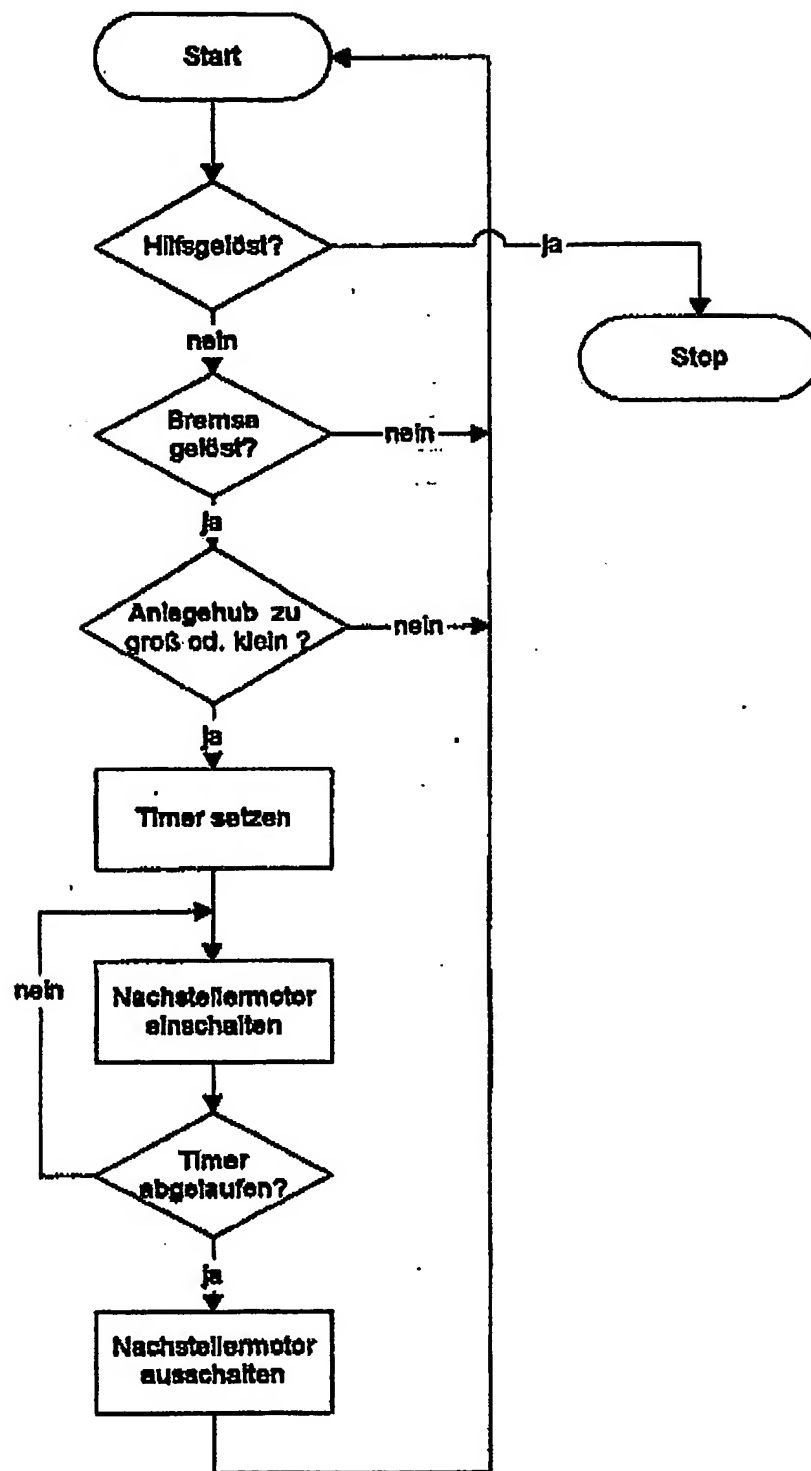 Start
Hilfsgelöst?
ja
nein
Stop
Bremse
gelöst?
nein
ja
Anlegehub zu
groß od. klein ?
nein
ja
Timer setzen
nein
Nachstellermotor
einschalten
Timer
abgelaufen?
ja
Nachstellermotor
ausschalten